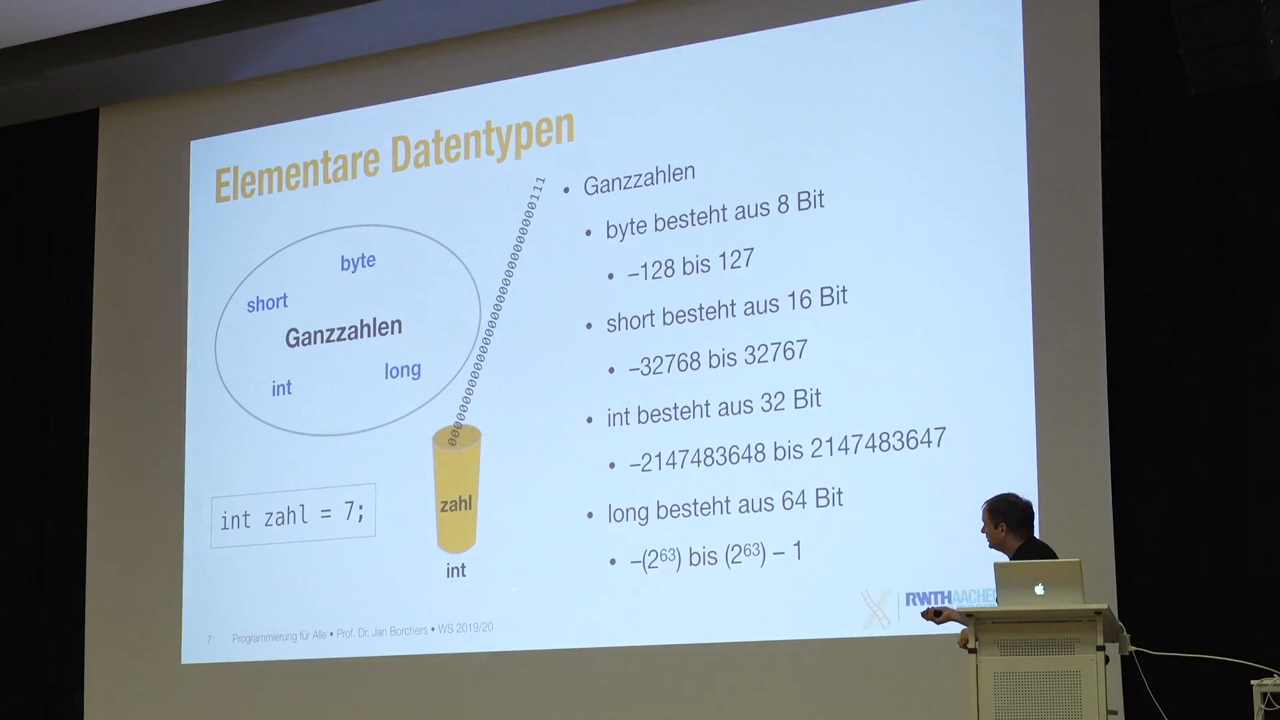 Elementare Datentypen
byte
short
Ganzzahlen
int
long
int zahl = 7;
zahl
int
• Ganzzahlen
• byte besteht aus 8 Bit
• –128 bis 127
• short besteht aus 16 Bit
• –32768 bis 32767
• int besteht aus 32 Bit
• –2147483648 bis 2147483647
• long besteht aus 64 Bit
• –(2⁶³) bis (2⁶³) – 1
7 Programmierung für Alle • Prof. Dr. Jan Borchers • WS 2019/20